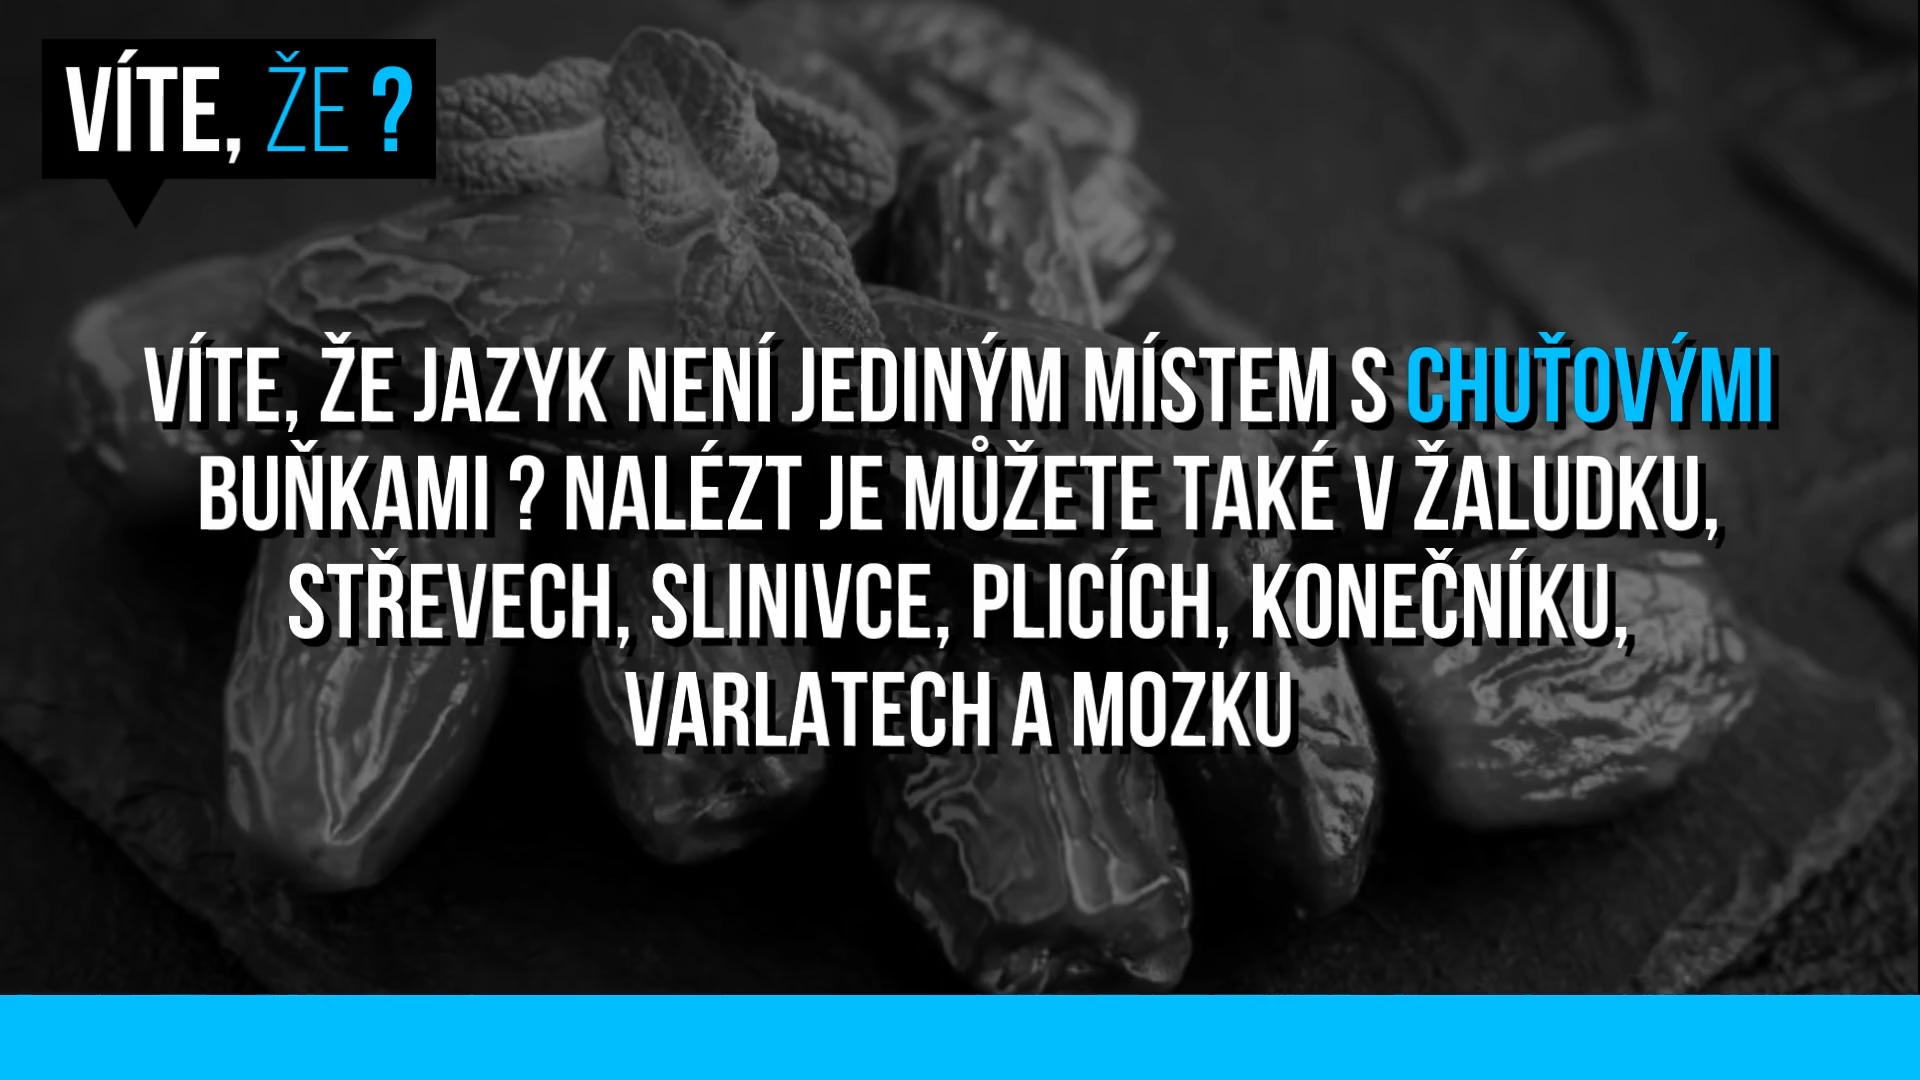 VÍTE, ŽE ?
VÍTE, ŽE JAZYK NENÍ JEDINÝM MÍSTEM S CHUŤOVÝMI
BUŇKAMI ? NALÉZT JE MŮŽETE TAKÉ V ŽALUDKU,
STŘEVECH, SLINIVCE, PLICÍCH, KONEČNÍKU,
VARLATECH A MOZKU